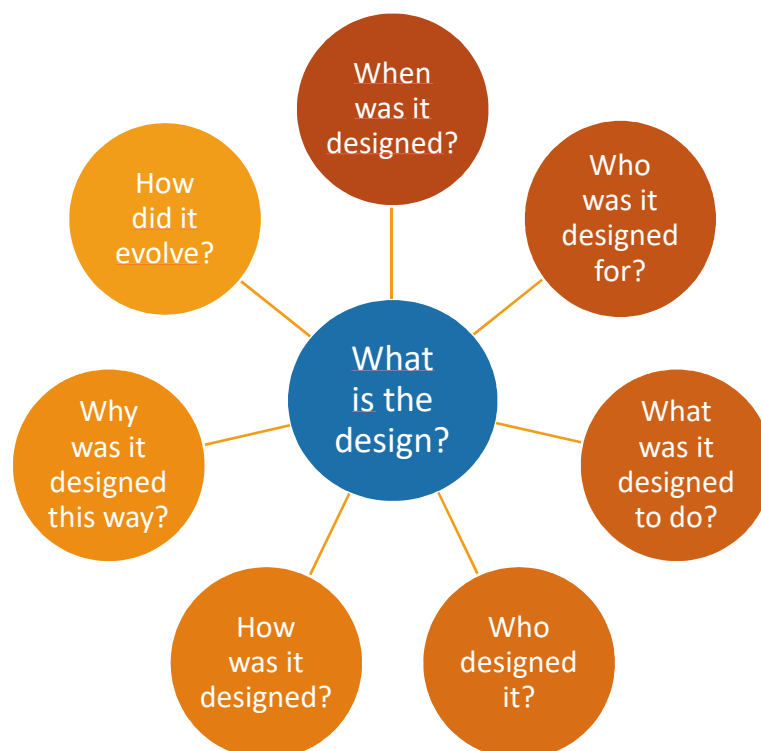 When
was it
designed?
Who
was it
designed
for?
What
was it
designed
to do?
Who
designed
it?
How
was it
designed?
Why
was it
designed
this way?
How
did it
evolve?
What
is the
design?